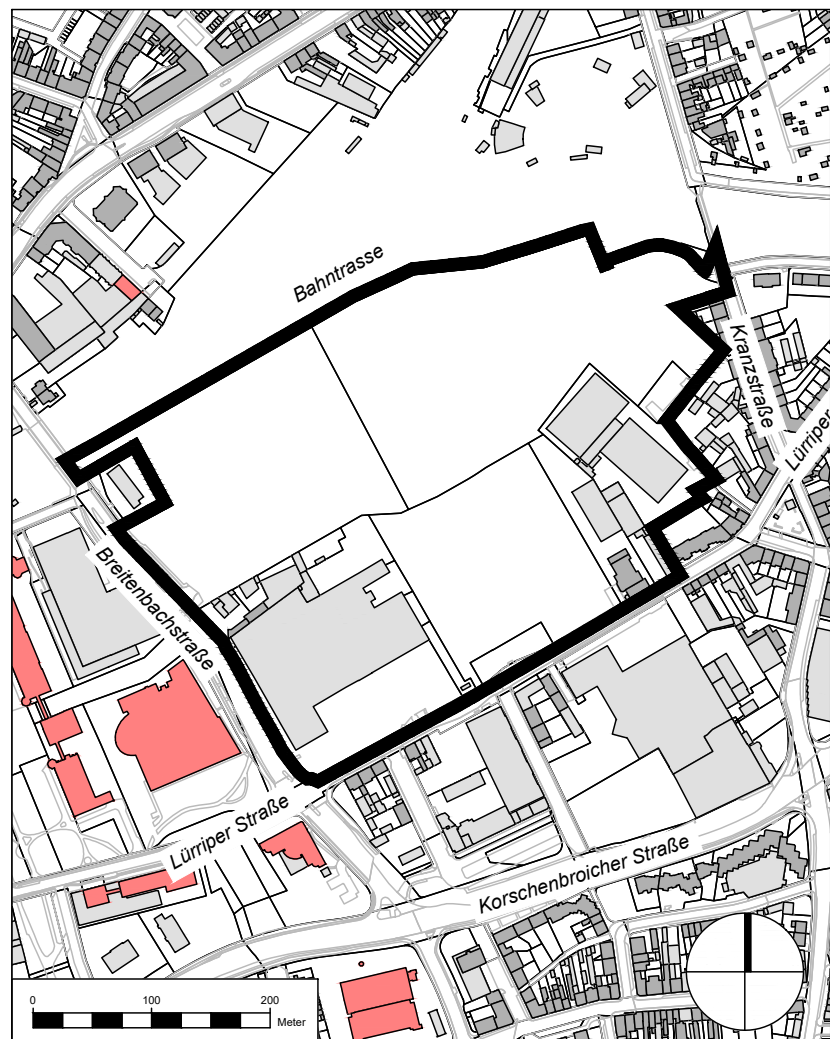 Bahntrasse
Kranzstraße
Lürriper
Breitenbachstraße
Lürriper Straße
Korschenbroicher Straße
0 100 200
Meter